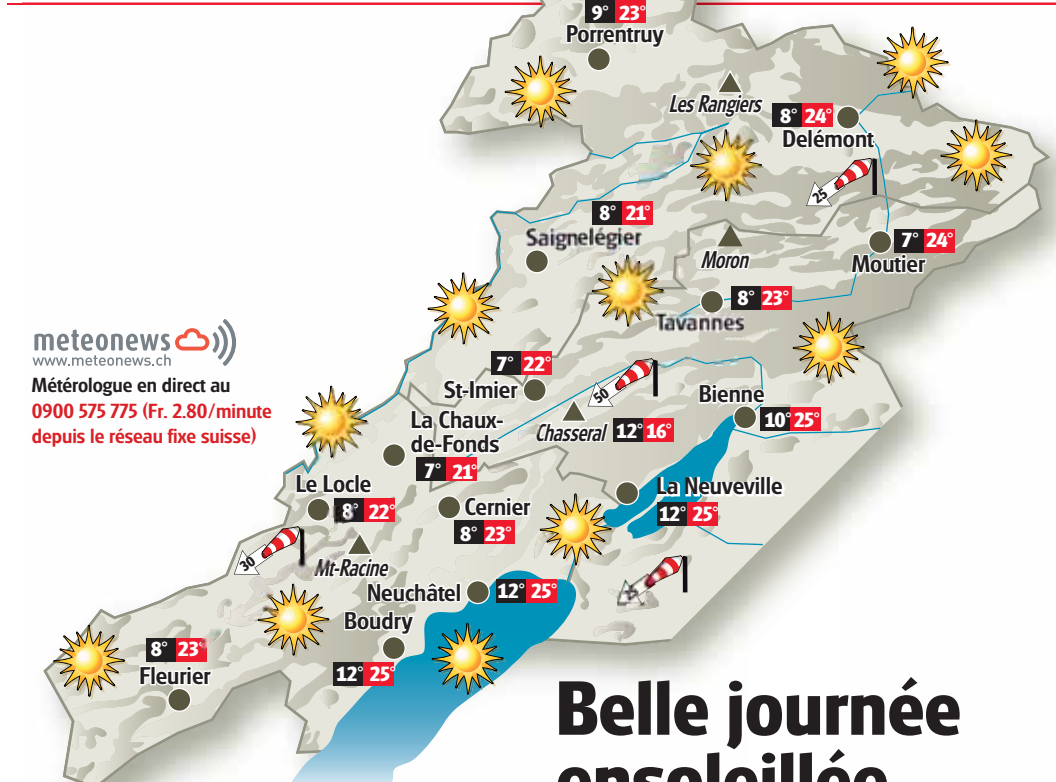 9° 23°
Porrentruy
Les Rangiers
8° 24°
Delémont
25
8° 21°
Saignelégier
Moron
7° 24°
Moutier
8° 23°
Tavannes
meteonews
www.meteonews.ch
Métérologue en direct au
0900 575 775 (Fr. 2.80/minute
depuis le réseau fixe suisse)
7° 22°
St-Imier
50
Bienne
10° 25°
La Chaux-
de-Fonds
7° 21°
Chasseral 12° 16°
Le Locle
8° 22°
Cernier
8° 23°
La Neuveville
12° 25°
30
Mt-Racine
Neuchâtel 12° 25°
Boudry
12° 25°
8° 23°
Fleurier
Belle journée
ensoleillée